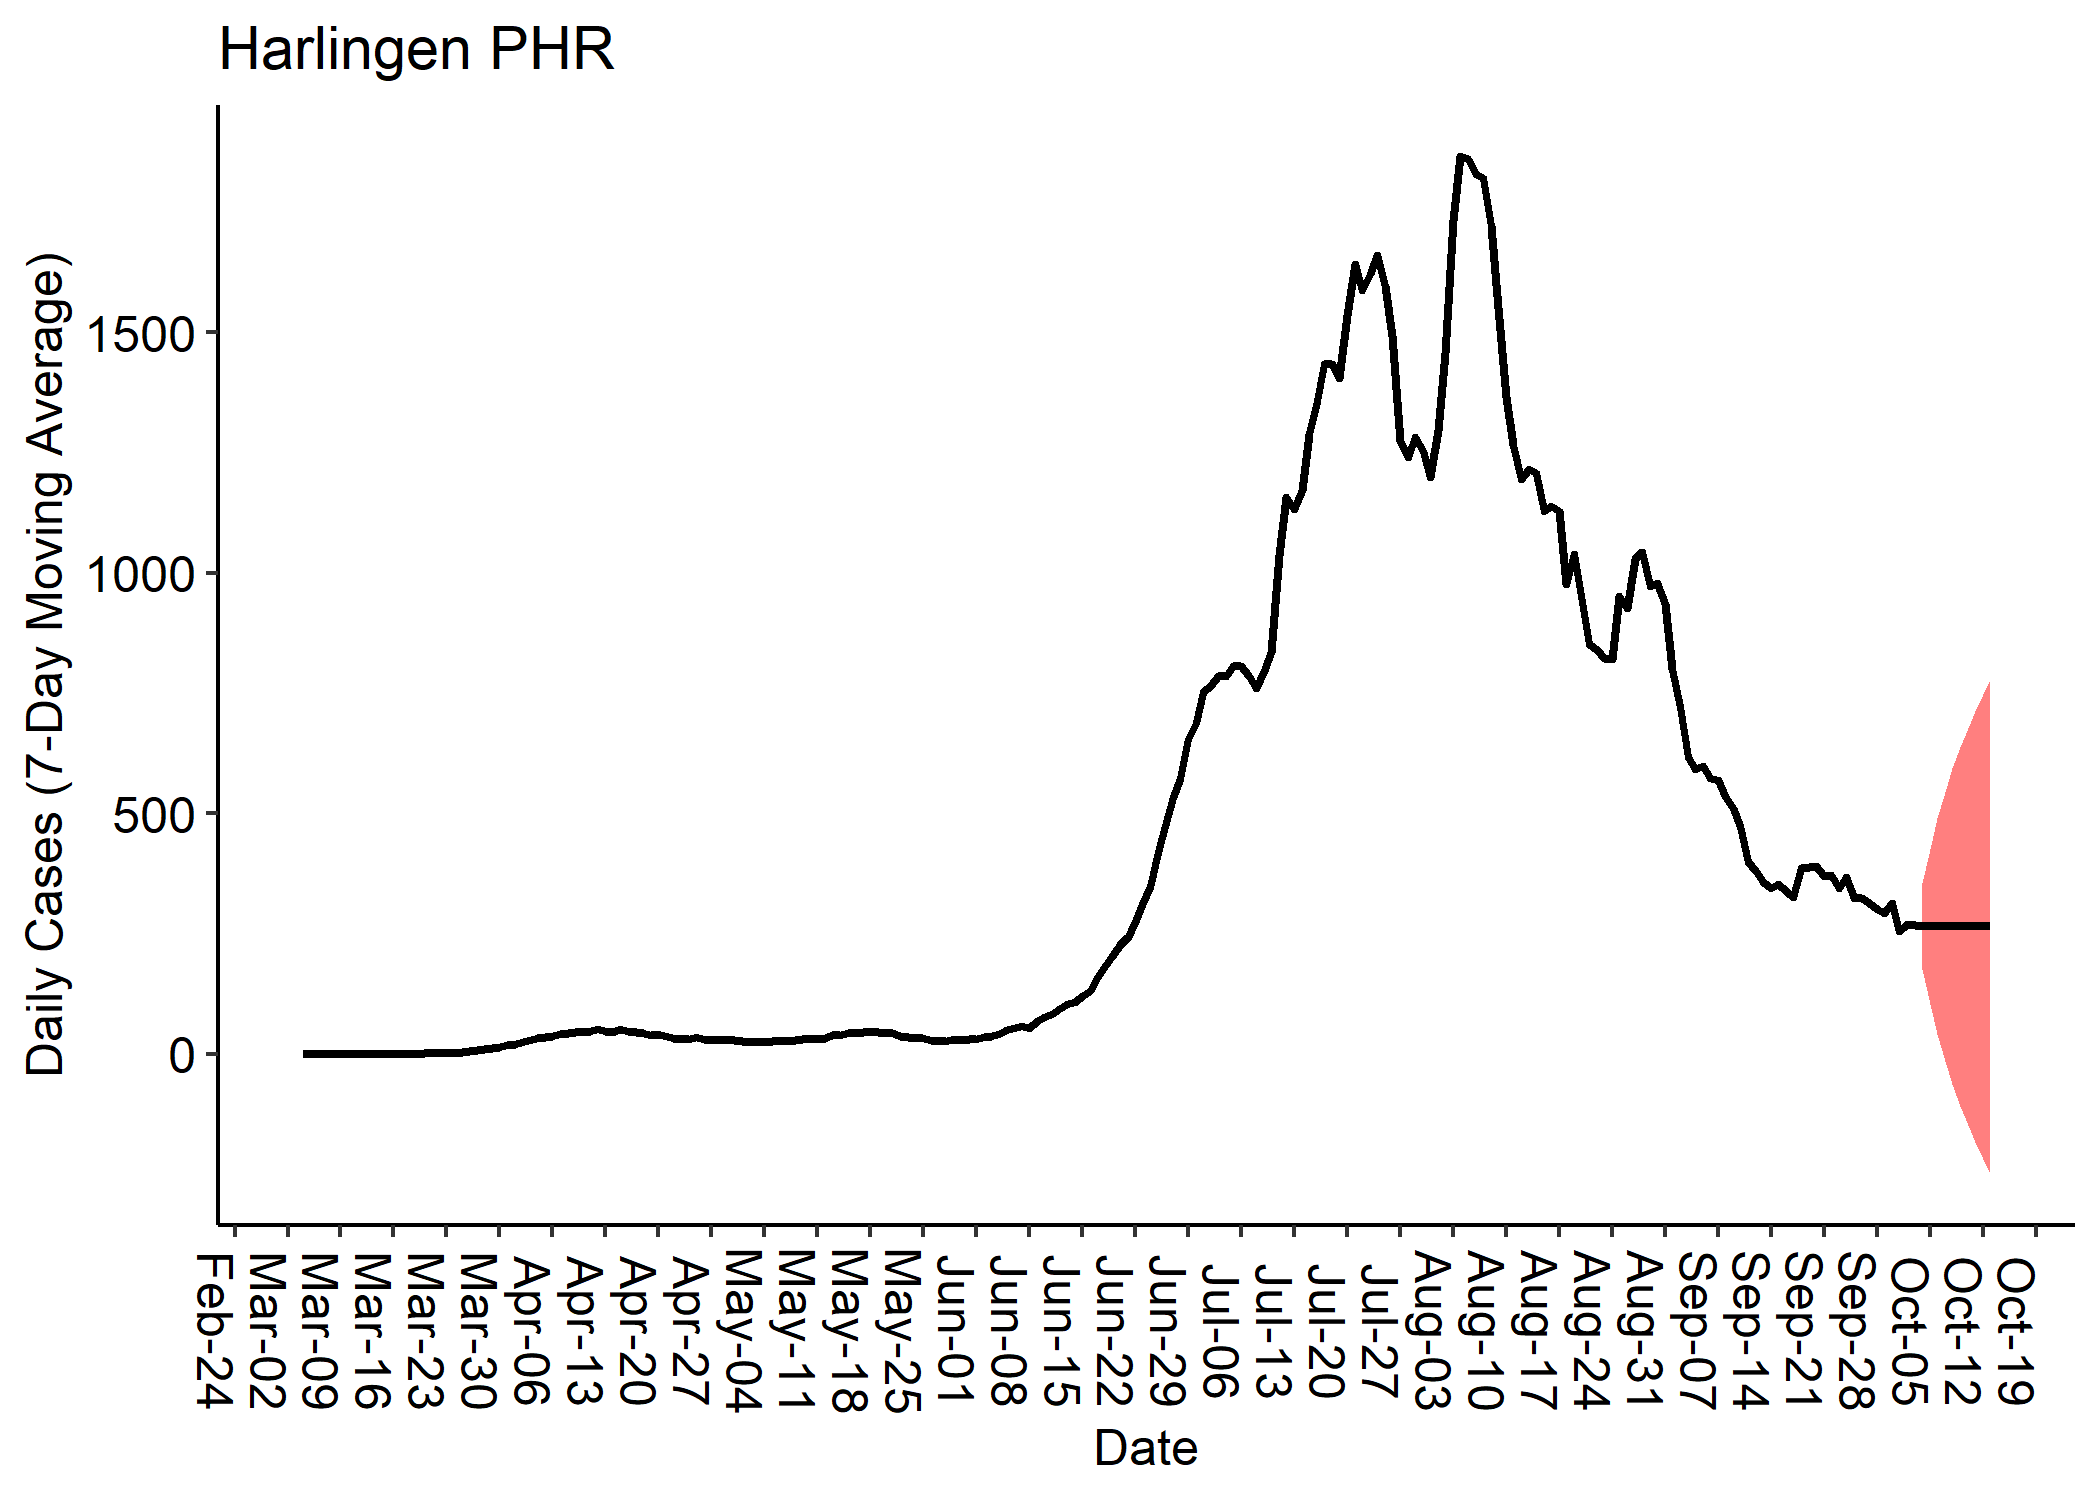 Harlingen PHR
Daily Cases (7-Day Moving Average)
1500
1000
500
0
Feb-24
Mar-02
Mar-09
Mar-16
Mar-23
Mar-30
Apr-06
Apr-13
Apr-20
Apr-27
May-04
May-11
May-18
May-25
Jun-01
Jun-08
Jun-15
Jun-22
Jun-29
Jul-06
Jul-13
Jul-20
Jul-27
Aug-03
Aug-10
Aug-17
Aug-24
Aug-31
Sep-07
Sep-14
Sep-21
Sep-28
Oct-05
Oct-12
Oct-19
Date